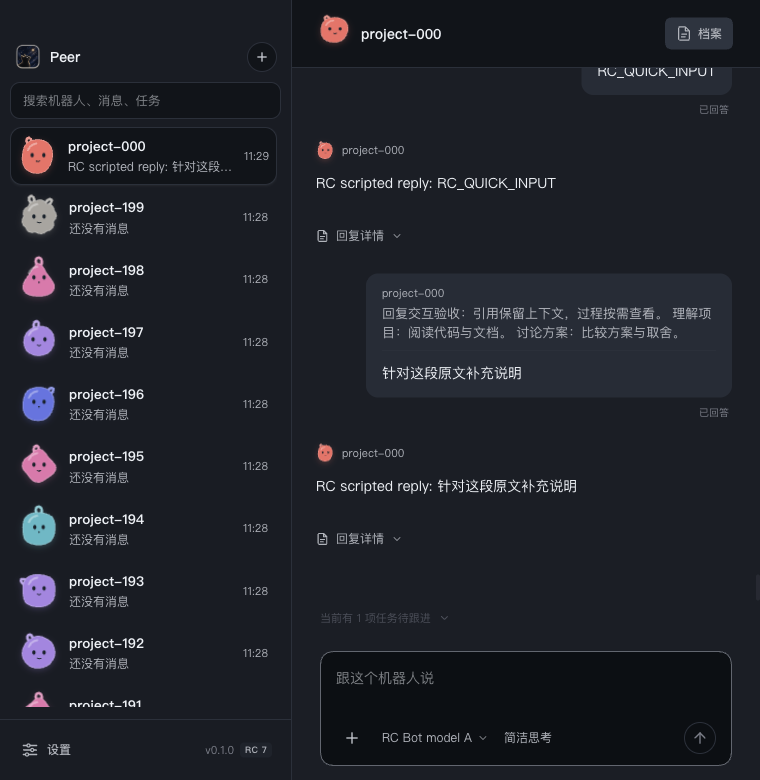 Peer
搜索机器人、消息、任务
project-000
11:29
RC scripted reply: 针对这段…
project-199
11:28
还没有消息
project-198
11:28
还没有消息
project-197
11:28
还没有消息
project-196
11:28
还没有消息
project-195
11:28
还没有消息
project-194
11:28
还没有消息
project-193
11:28
还没有消息
project-192
11:28
还没有消息
project-191
设置
v0.1.0
RC 7
project-000
档案
RC_QUICK_INPUT
已回答
project-000
RC scripted reply: RC_QUICK_INPUT
回复详情
project-000
回复交互验收：引用保留上下文，过程按需查看。 理解项
目：阅读代码与文档。 讨论方案：比较方案与取舍。
针对这段原文补充说明
已回答
project-000
RC scripted reply: 针对这段原文补充说明
回复详情
当前有 1 项任务待跟进
跟这个机器人说
RC Bot model A
简洁思考